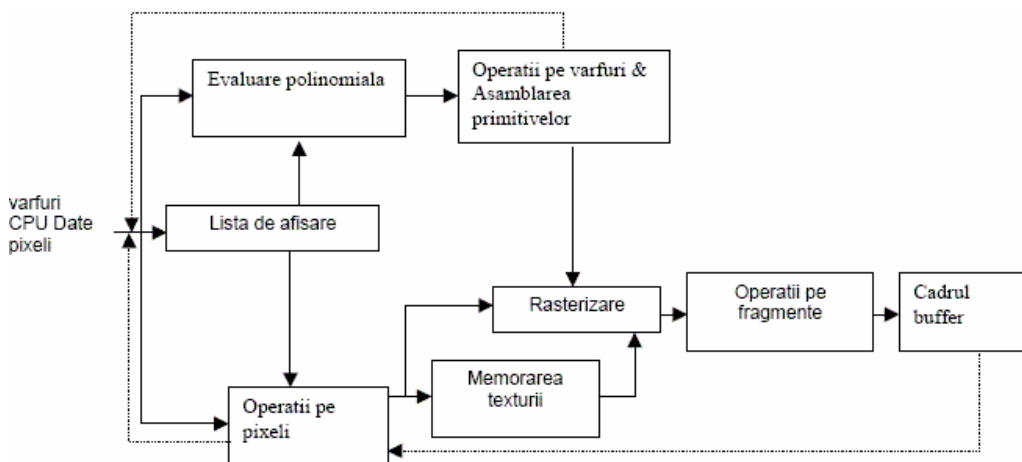 Evaluare polinomiala
Operatii pe varfuri &
Asamblarea
primitivelor
varfuri
CPU Date
pixeli
Lista de afisare
Rasterizare
Operatii pe
fragmente
Cadrul
buffer
Memorarea
texturii
Operatii pe
pixeli